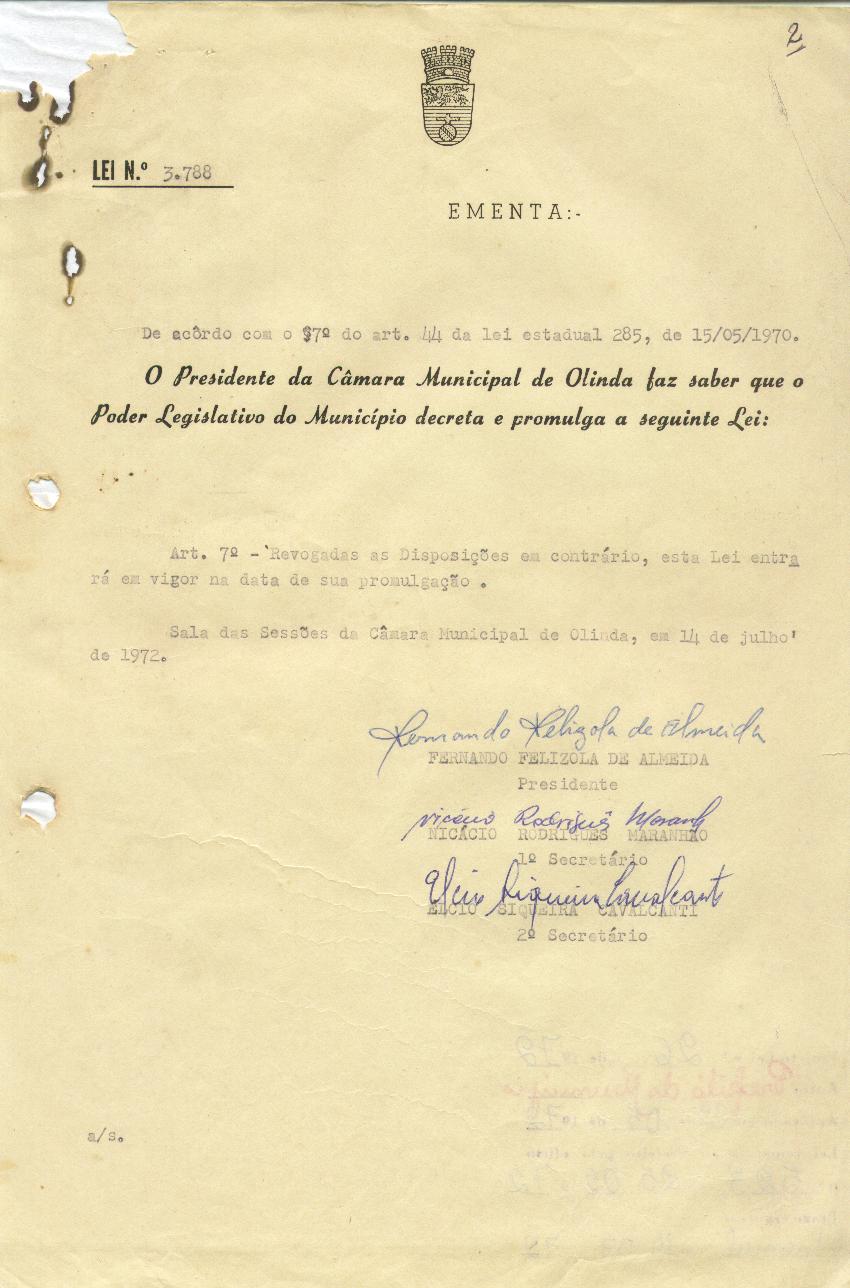 2
LEI N.º 3.788
EMENTA:-
De acôrdo com o §7º do art. 44 da lei estadual 285, de 15/05/1970.
O Presidente da Câmara Municipal de Olinda faz saber que o
Poder Legislativo do Município decreta e promulga a seguinte Lei:
Art. 7º - Revogadas as Disposições em contrário, esta Lei entra
rá em vigor na data de sua promulgação .
Sala das Sessões da Câmara Municipal de Olinda, em 14 de julho'
de 1972.
Fernando Felizola de Almeida
FERNANDO FELIZOLA DE ALMEIDA
Presidente
Nicácio Rodrigues Maranh
NICÁCIO RODRIGUES MARANHÃO
1º Secretário
Elcio Siqueira Cavalcanti
ELCIO SIQUEIRA CAVALCANTI
2º Secretário
a/s.